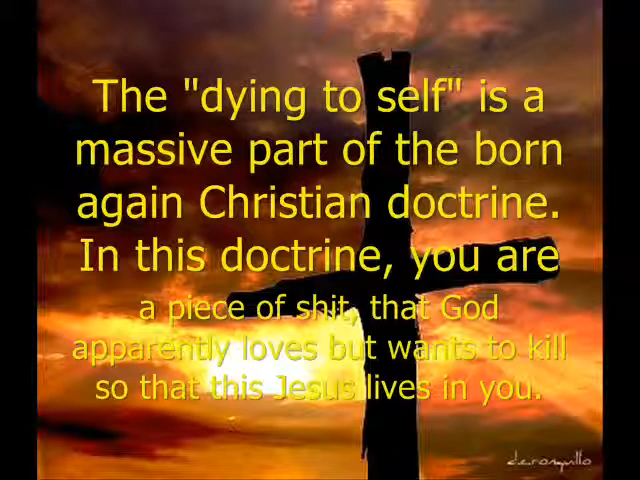 The "dying to self" is a
massive part of the born
again Christian doctrine.
In this doctrine, you are
a piece of shit, that God
apparently loves but wants to kill
so that this Jesus lives in you.